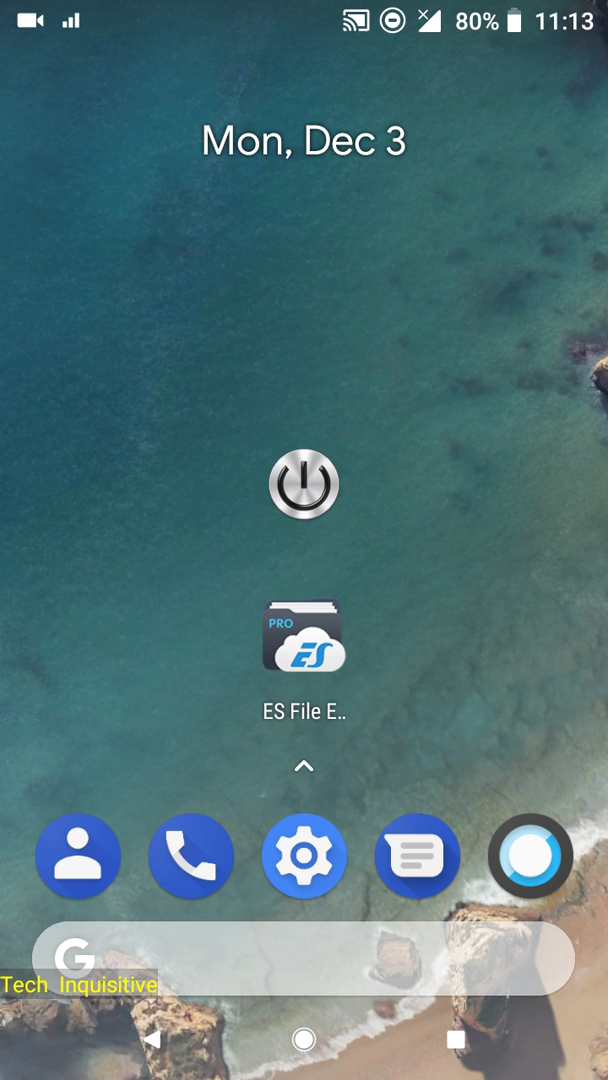 80% 11:13
Mon, Dec 3
PRO
ES
ES File E..
G
Tech Inquisitive